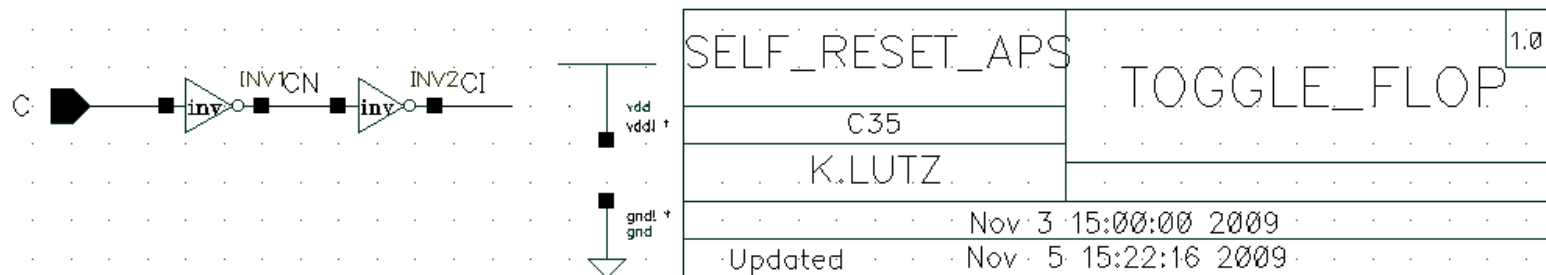 C
inv
INV1
CN
inv
INV2
CI
vdd
vdd! †
gnd! †
gnd
SELF_RESET_APS
C35
K.LUTZ
TOGGLE_FLOP
1.0
Nov 3 15:00:00 2009
Updated Nov 5 15:22:16 2009